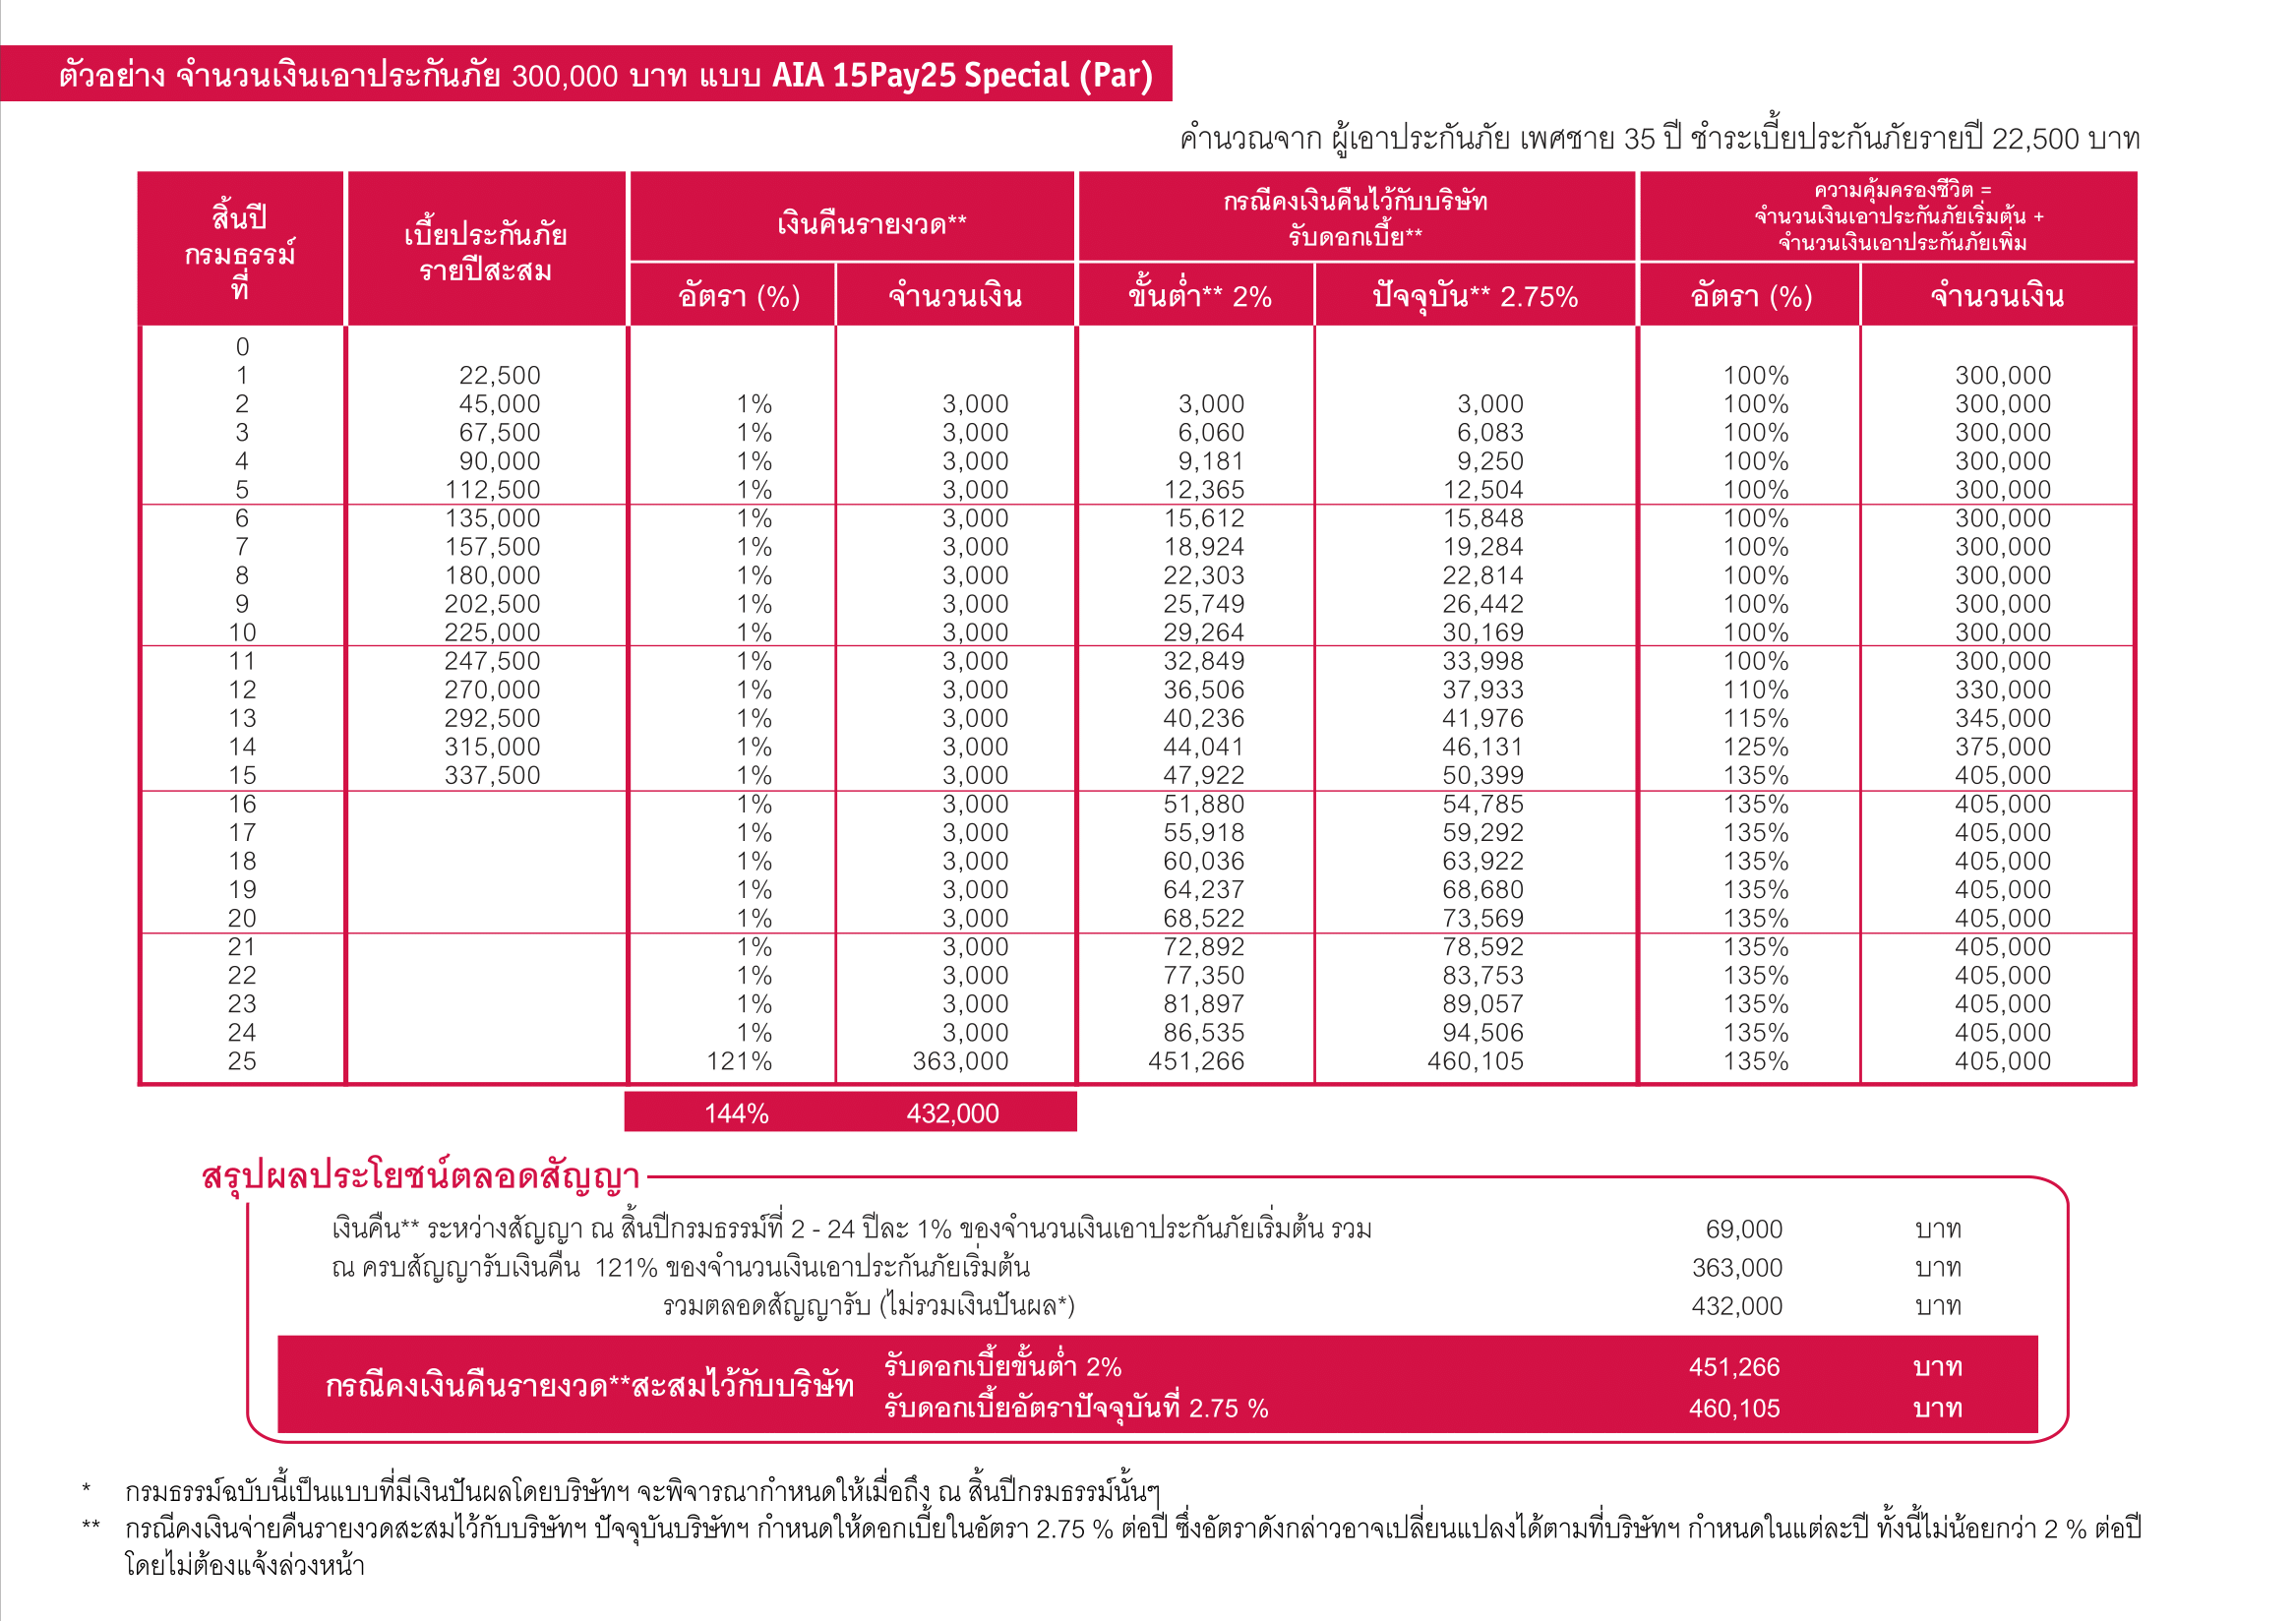 ตัวอย่าง จำนวนเงินเอาประกันภัย 300,000 บาท แบบ AIA 15Pay25 Special (Par)
คำนวณจาก ผู้เอาประกันภัย เพศชาย 35 ปี ชำระเบี้ยประกันภัยรายปี 22,500 บาท
สิ้นปี
กรมธรรม์
ที่
เบี้ยประกันภัย
รายปีสะสม
เงินคืนรายงวด**
กรณีคงเงินคืนไว้กับบริษัท
รับดอกเบี้ย**
ความคุ้มครองชีวิต =
จำนวนเงินเอาประกันภัยเริ่มต้น +
จำนวนเงินเอาประกันภัยเพิ่ม
อัตรา (%) จำนวนเงิน ขั้นต่ำ** 2% ปัจจุบัน** 2.75% อัตรา (%) จำนวนเงิน
0
1 22,500 100% 300,000
2 45,000 1% 3,000 3,000 3,000 100% 300,000
3 67,500 1% 3,000 6,060 6,083 100% 300,000
4 90,000 1% 3,000 9,181 9,250 100% 300,000
5 112,500 1% 3,000 12,365 12,504 100% 300,000
6 135,000 1% 3,000 15,612 15,848 100% 300,000
7 157,500 1% 3,000 18,924 19,284 100% 300,000
8 180,000 1% 3,000 22,303 22,814 100% 300,000
9 202,500 1% 3,000 25,749 26,442 100% 300,000
10 225,000 1% 3,000 29,264 30,169 100% 300,000
11 247,500 1% 3,000 32,849 33,998 100% 300,000
12 270,000 1% 3,000 36,506 37,933 110% 330,000
13 292,500 1% 3,000 40,236 41,976 115% 345,000
14 315,000 1% 3,000 44,041 46,131 125% 375,000
15 337,500 1% 3,000 47,922 50,399 135% 405,000
16 1% 3,000 51,880 54,785 135% 405,000
17 1% 3,000 55,918 59,292 135% 405,000
18 1% 3,000 60,036 63,922 135% 405,000
19 1% 3,000 64,237 68,680 135% 405,000
20 1% 3,000 68,522 73,569 135% 405,000
21 1% 3,000 72,892 78,592 135% 405,000
22 1% 3,000 77,350 83,753 135% 405,000
23 1% 3,000 81,897 89,057 135% 405,000
24 1% 3,000 86,535 94,506 135% 405,000
25 121% 363,000 451,266 460,105 135% 405,000
144% 432,000
สรุปผลประโยชน์ตลอดสัญญา
เงินคืน** ระหว่างสัญญา ณ สิ้นปีกรมธรรม์ที่ 2 - 24 ปีละ 1% ของจำนวนเงินเอาประกันภัยเริ่มต้น รวม 69,000 บาท
ณ ครบสัญญารับเงินคืน 121% ของจำนวนเงินเอาประกันภัยเริ่มต้น 363,000 บาท
รวมตลอดสัญญารับ (ไม่รวมเงินปันผล*) 432,000 บาท
กรณีคงเงินคืนรายงวด**สะสมไว้กับบริษัท
รับดอกเบี้ยขั้นต่ำ 2% 451,266 บาท
รับดอกเบี้ยอัตราปัจจุบันที่ 2.75 % 460,105 บาท
* กรมธรรม์ฉบับนี้เป็นแบบที่มีเงินปันผลโดยบริษัทฯ จะพิจารณากำหนดให้เมื่อถึง ณ สิ้นปีกรมธรรม์นั้นๆ
** กรณีคงเงินจ่ายคืนรายงวดสะสมไว้กับบริษัทฯ ปัจจุบันบริษัทฯ กำหนดให้ดอกเบี้ยในอัตรา 2.75 % ต่อปี ซึ่งอัตราดังกล่าวอาจเปลี่ยนแปลงได้ตามที่บริษัทฯ กำหนดในแต่ละปี ทั้งนี้ไม่น้อยกว่า 2 % ต่อปี
โดยไม่ต้องแจ้งล่วงหน้า